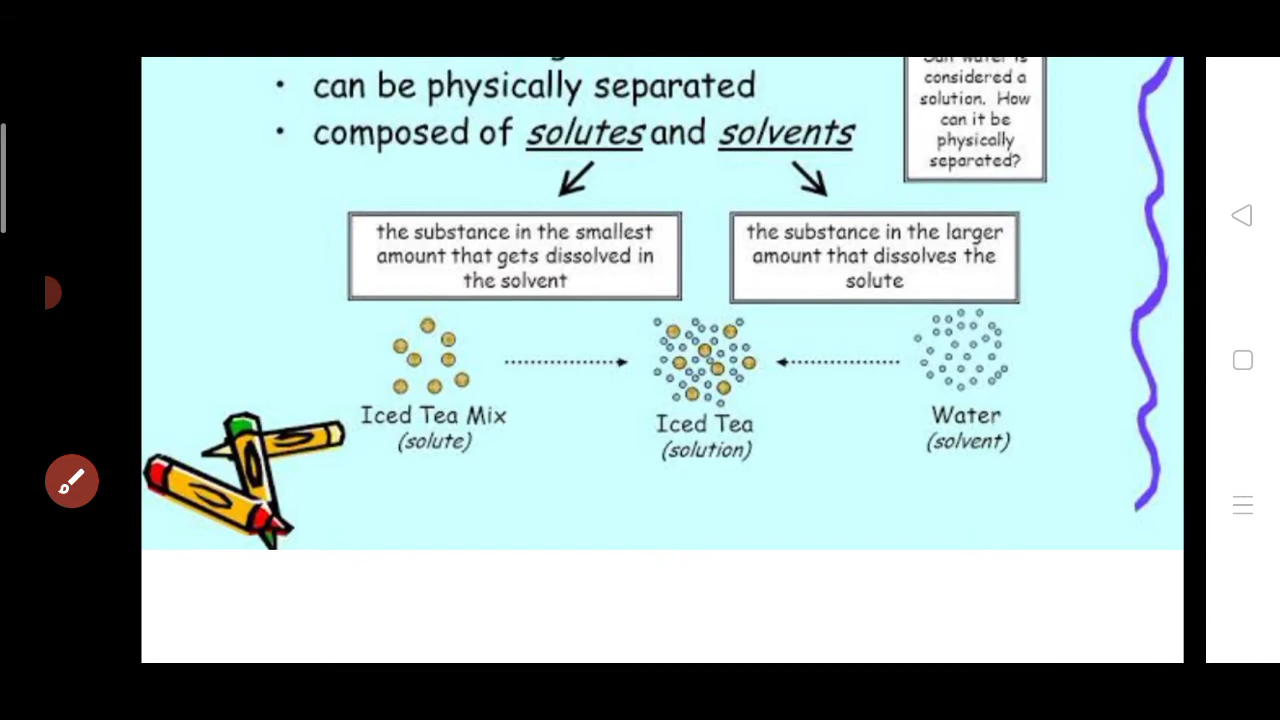 • can be physically separated
• composed of solutes and solvents
considered a
solution. How
can it be
physically
separated?
the substance in the smallest
amount that gets dissolved in
the solvent
the substance in the larger
amount that dissolves the
solute
Iced Tea Mix
(solute)
Iced Tea
(solution)
Water
(solvent)